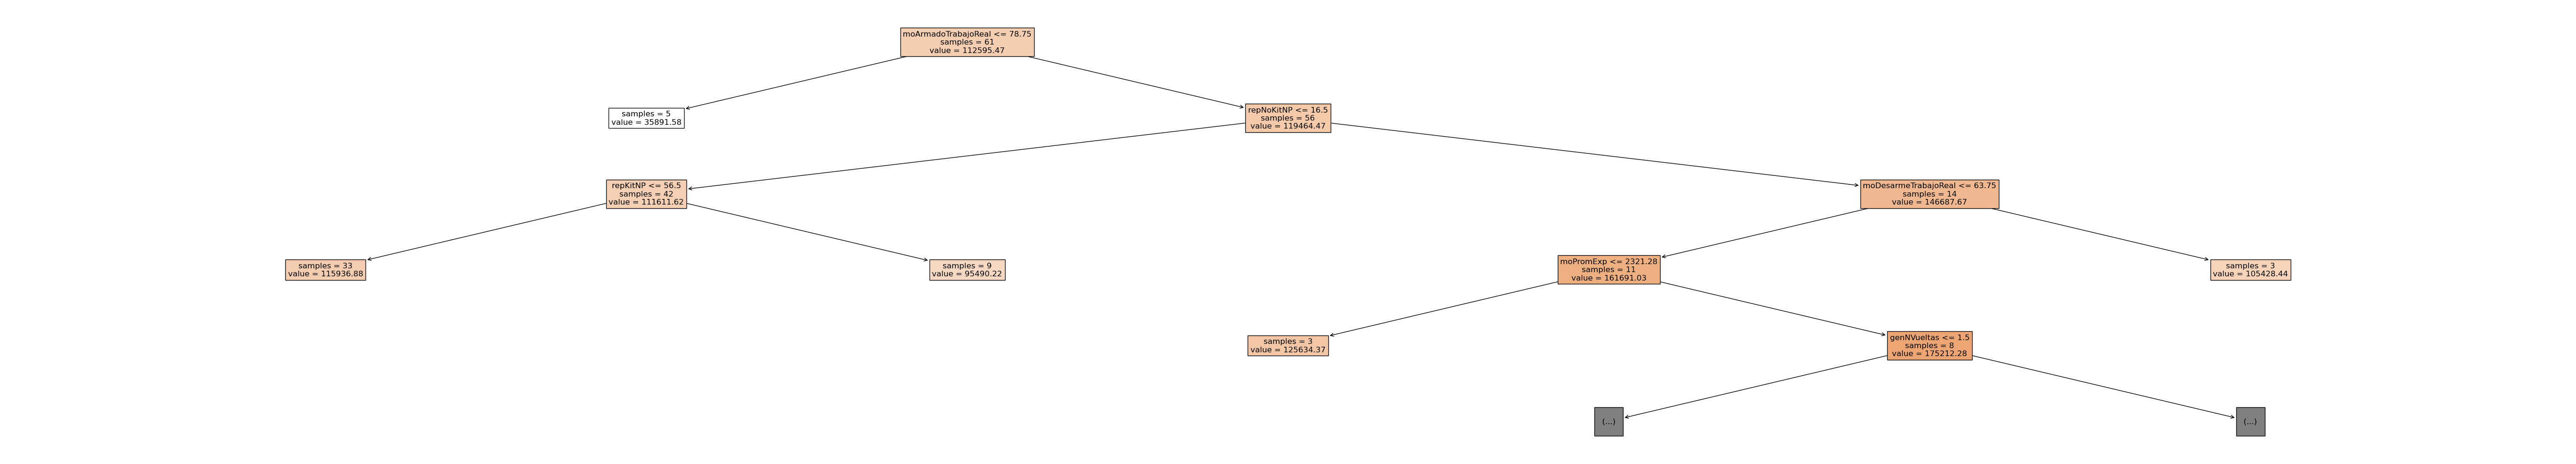 moArmadoTrabajoReal <= 78.75
samples = 61
value = 112595.47
samples = 5
value = 35891.58
repNoKitNP <= 16.5
samples = 56
value = 119464.47
repKitNP <= 56.5
samples = 42
value = 111611.62
moDesarmeTrabajoReal <= 63.75
samples = 14
value = 146687.67
samples = 33
value = 115936.88
samples = 9
value = 95490.22
moPromExp <= 2321.28
samples = 11
value = 161691.03
samples = 3
value = 105428.44
samples = 3
value = 125634.37
genNVueltas <= 1.5
samples = 8
value = 175212.28
(...)
(...)